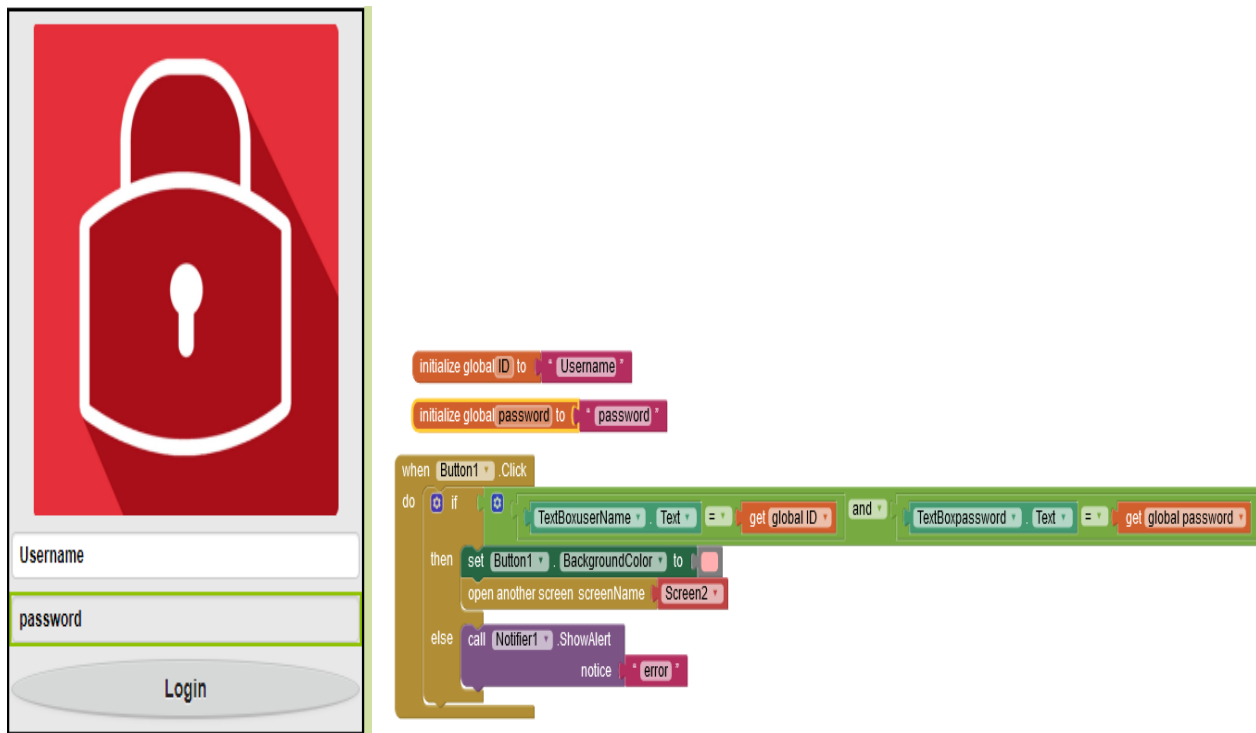 Username
password
Login
initialize global ID to " Username "
initialize global password to " password "
when Button1 .Click
do if TextBoxuserName . Text = get global ID and TextBoxpassword . Text = get global password
then set Button1 . BackgroundColor to
open another screen screenName Screen2
else call Notifier1 .ShowAlert
notice " error "